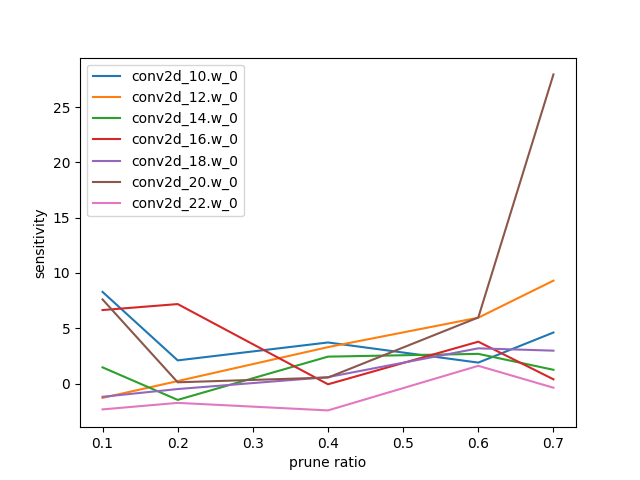 conv2d_10.w_0
conv2d_12.w_0
conv2d_14.w_0
conv2d_16.w_0
conv2d_18.w_0
conv2d_20.w_0
conv2d_22.w_0
25
20
15
10
5
0
sensitivity
0.1 0.2 0.3 0.4 0.5 0.6 0.7
prune ratio